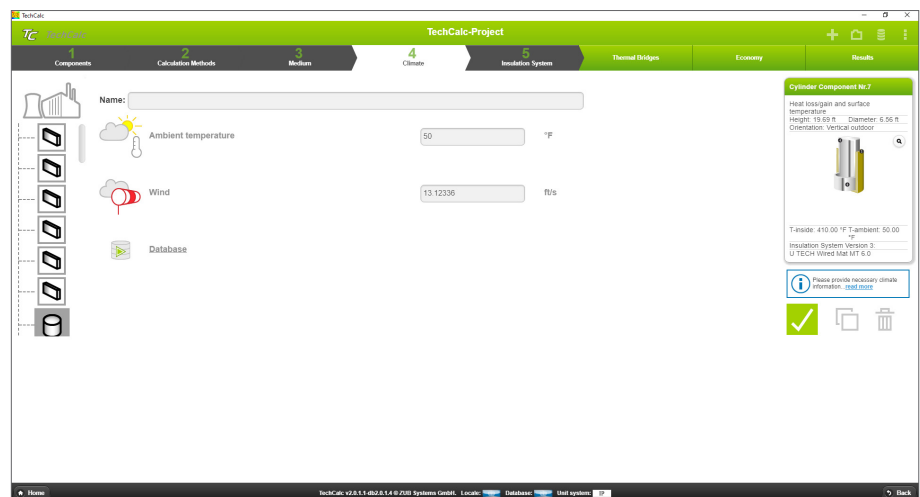 TechCalc
TC TechCalc
TechCalc-Project
1
Components
2
Calculation Methods
3
Medium
4
Climate
5
Insulation System
Thermal Bridges
Economy
Results
Name:
Ambient temperature
50
°F
Wind
13.12336
ft/s
Database
Cylinder Component Nr.7
Heat loss/gain and surface
temperature
Height: 19.69 ft Diameter: 6.56 ft
Orientation: Vertical outdoor
T-inside: 410.00 °F T-ambient: 50.00
°F
Insulation System Version 3:
U TECH Wired Mat MT 6.0
Please provide necessary climate
information...read more
Home
TechCalc v2.0.1.1-db2.0.1.4 © ZUB Systems GmbH. Locale: Database: Unit system: IP
Back